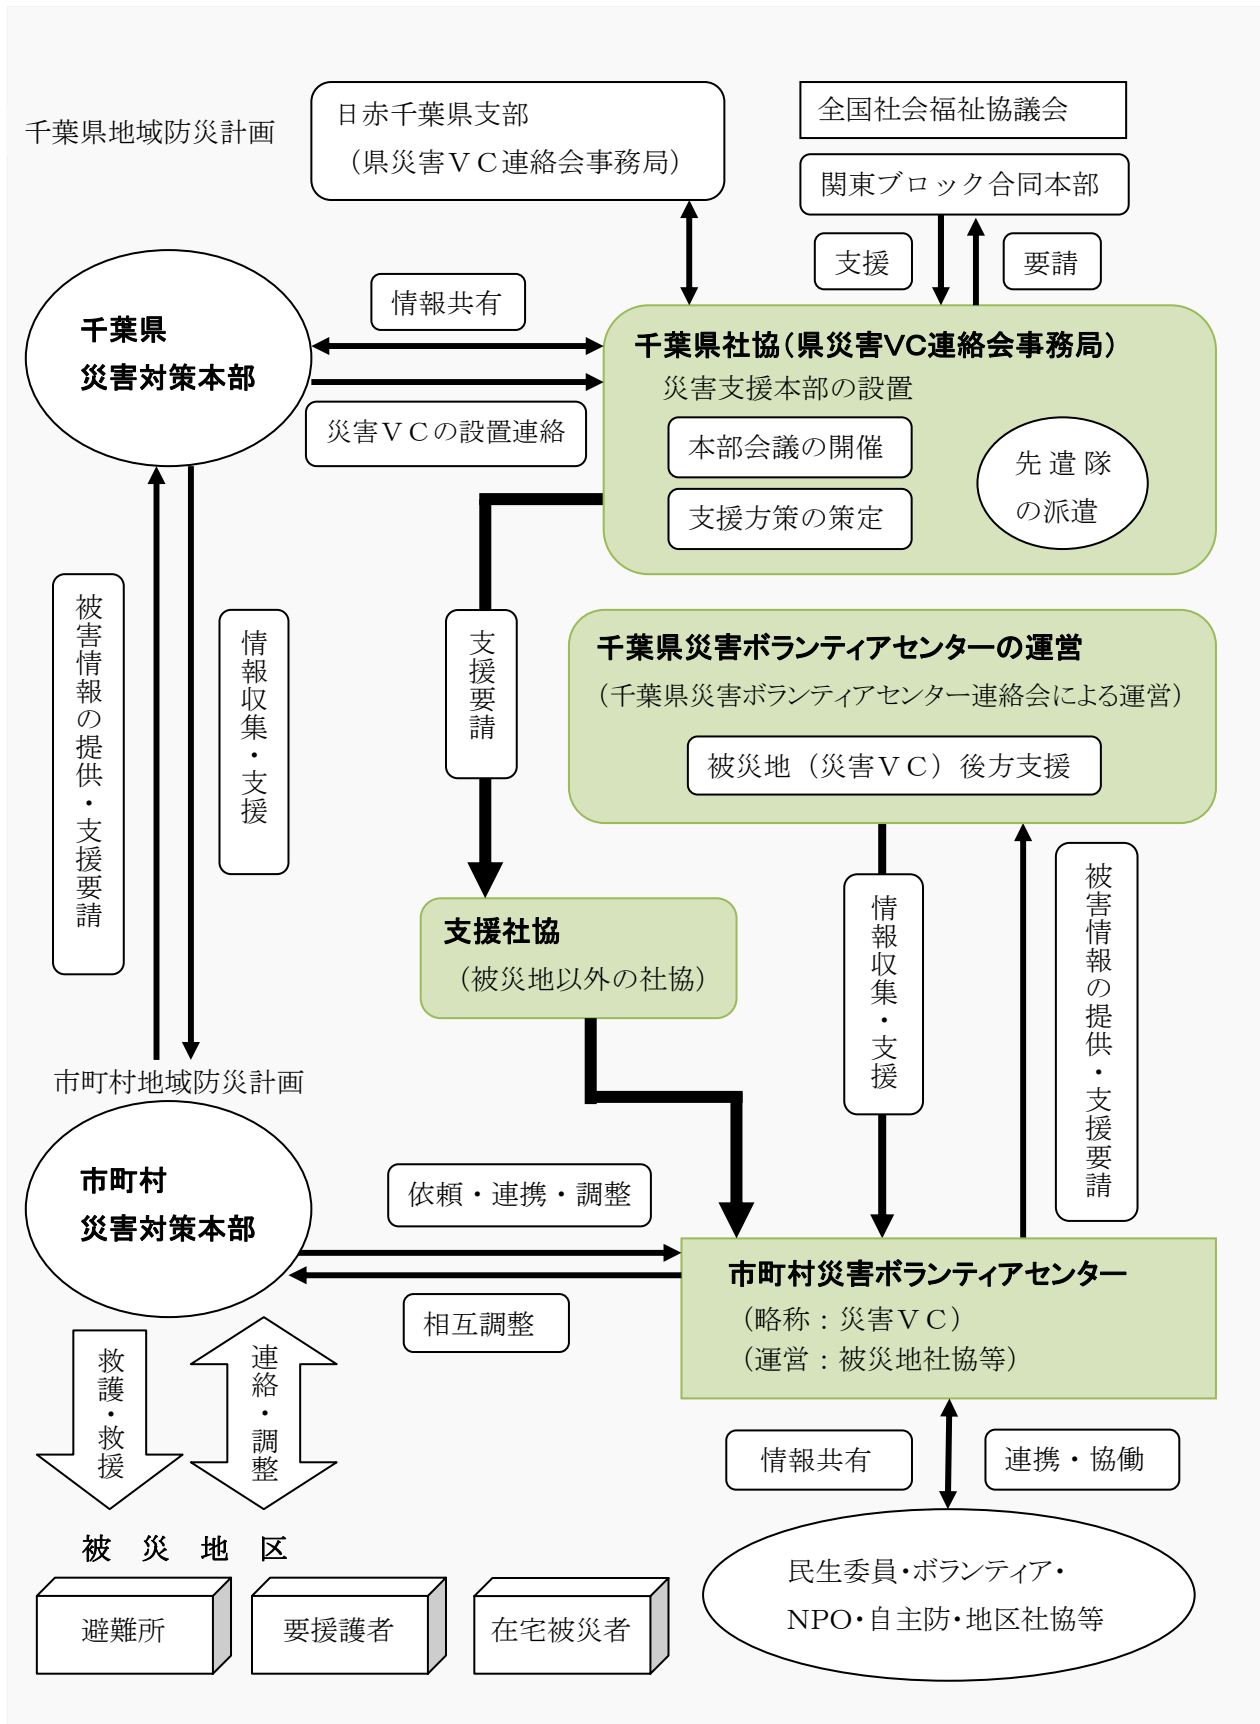 千葉県地域防災計画
日赤千葉県支部
（県災害ＶＣ連絡会事務局）
全国社会福祉協議会
関東ブロック合同本部
支援
要請
千葉県
災害対策本部
情報共有
災害ＶＣの設置連絡
千葉県社協（県災害VC連絡会事務局）
災害支援本部の設置
本部会議の開催
支援方策の策定
先遣隊
の派遣
被害情報の提供・支援要請
情報収集・支援
支援要請
千葉県災害ボランティアセンターの運営
（千葉県災害ボランティアセンター連絡会による運営）
被災地（災害ＶＣ）後方支援
支援社協
（被災地以外の社協）
情報収集・支援
被害情報の提供・支援要請
市町村地域防災計画
市町村
災害対策本部
依頼・連携・調整
相互調整
市町村災害ボランティアセンター
（略称：災害ＶＣ）
（運営：被災地社協等）
救護・救援
連絡・調整
情報共有
連携・協働
被災地区
避難所
要援護者
在宅被災者
民生委員・ボランティア・
NPO・自主防・地区社協等